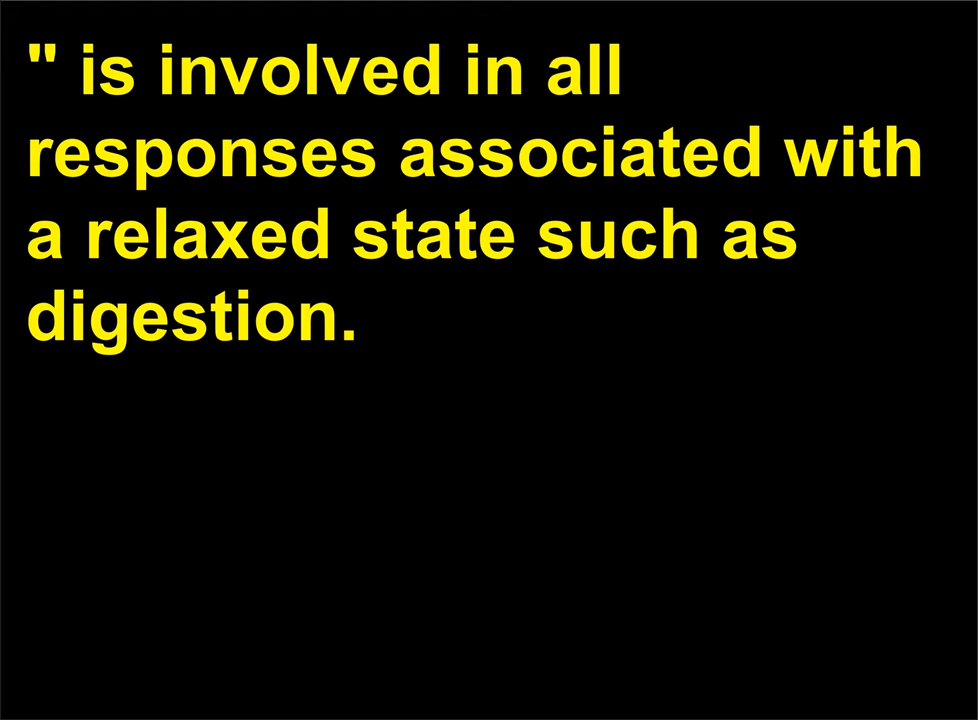 " is involved in all
responses associated with
a relaxed state such as
digestion.